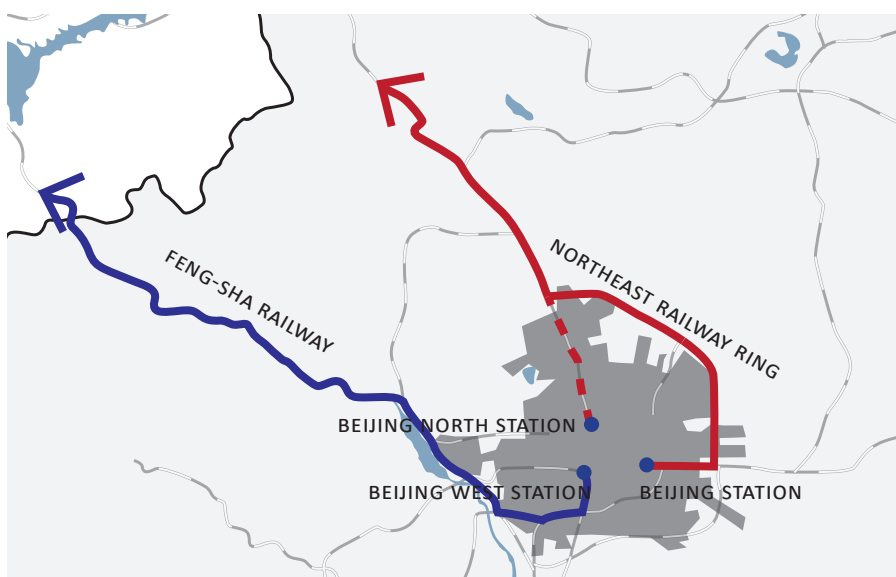 FENG-SHA RAILWAY
NORTHEAST RAILWAY RING
BEIJING NORTH STATION
BEIJING WEST STATION
BEIJING STATION